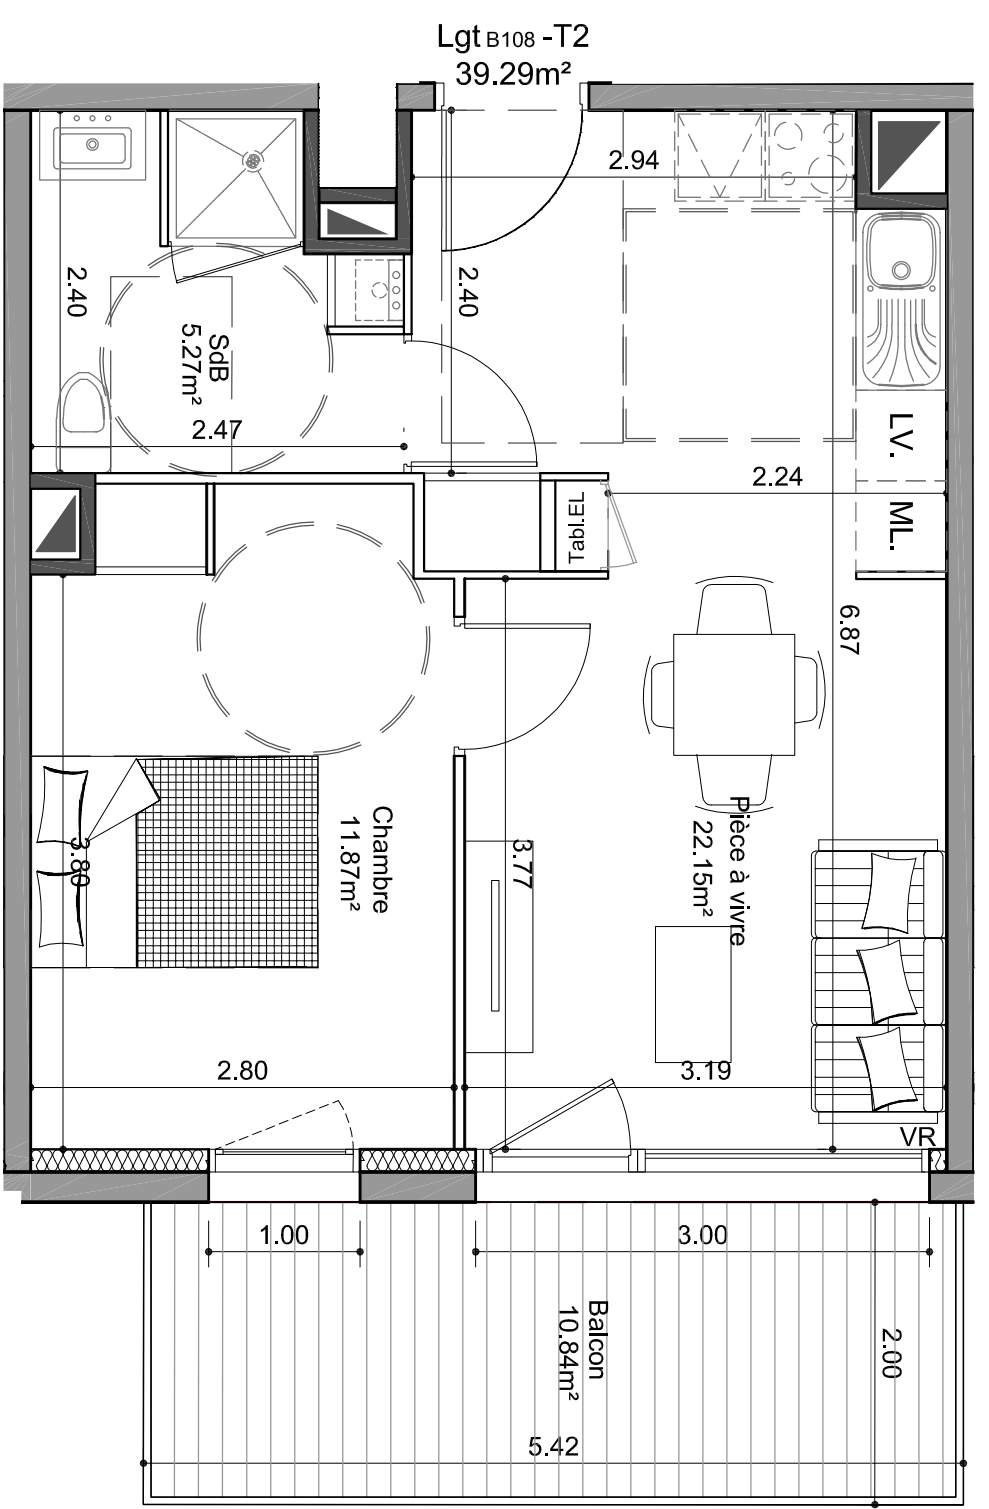 Lgt B108 -T2
39.29m²
2.94
2.40
2.40
SdB
5.27m²
2.47
LV.
2.24
Tabl.EL
ML.
6.87
Chambre
11.87m²
3.80
3.77
Pièce à vivre
22.15m²
2.80
3.19
VR
1.00
3.00
Balcon
10.84m²
2.00
5.42